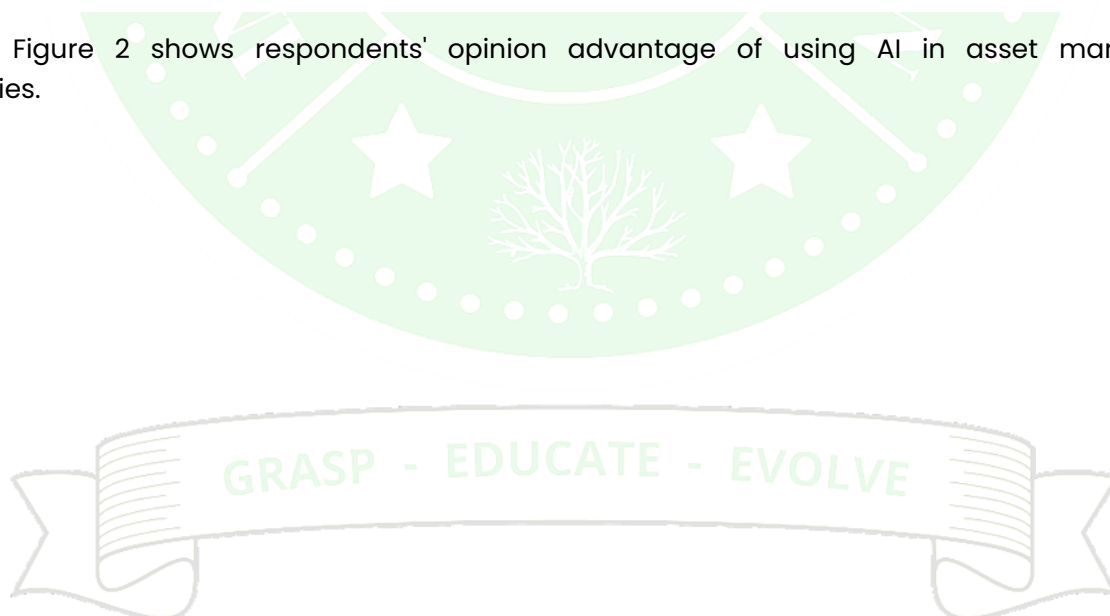 Figure 2 shows respondents' opinion advantage of using AI in asset mar
ies.
GRASP - EDUCATE - EVOLVE